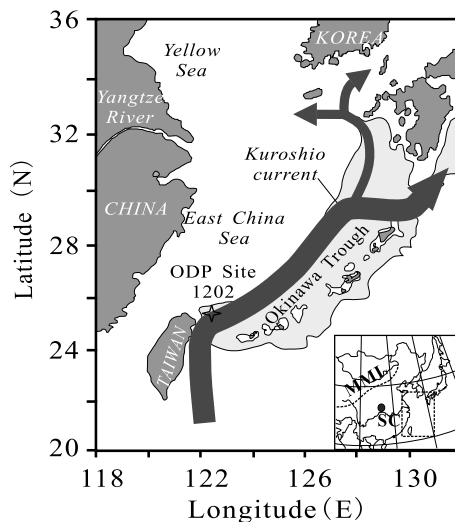 36
32
28
24
20
Latitude (N)
118
122
126
130
Longitude (E)
KOREA
Yellow
Sea
Yangtze
River
Kuroshio
current
CHINA
East China
Sea
ODP Site
1202
Okinawa Trough
TAIWAN
MML
SC